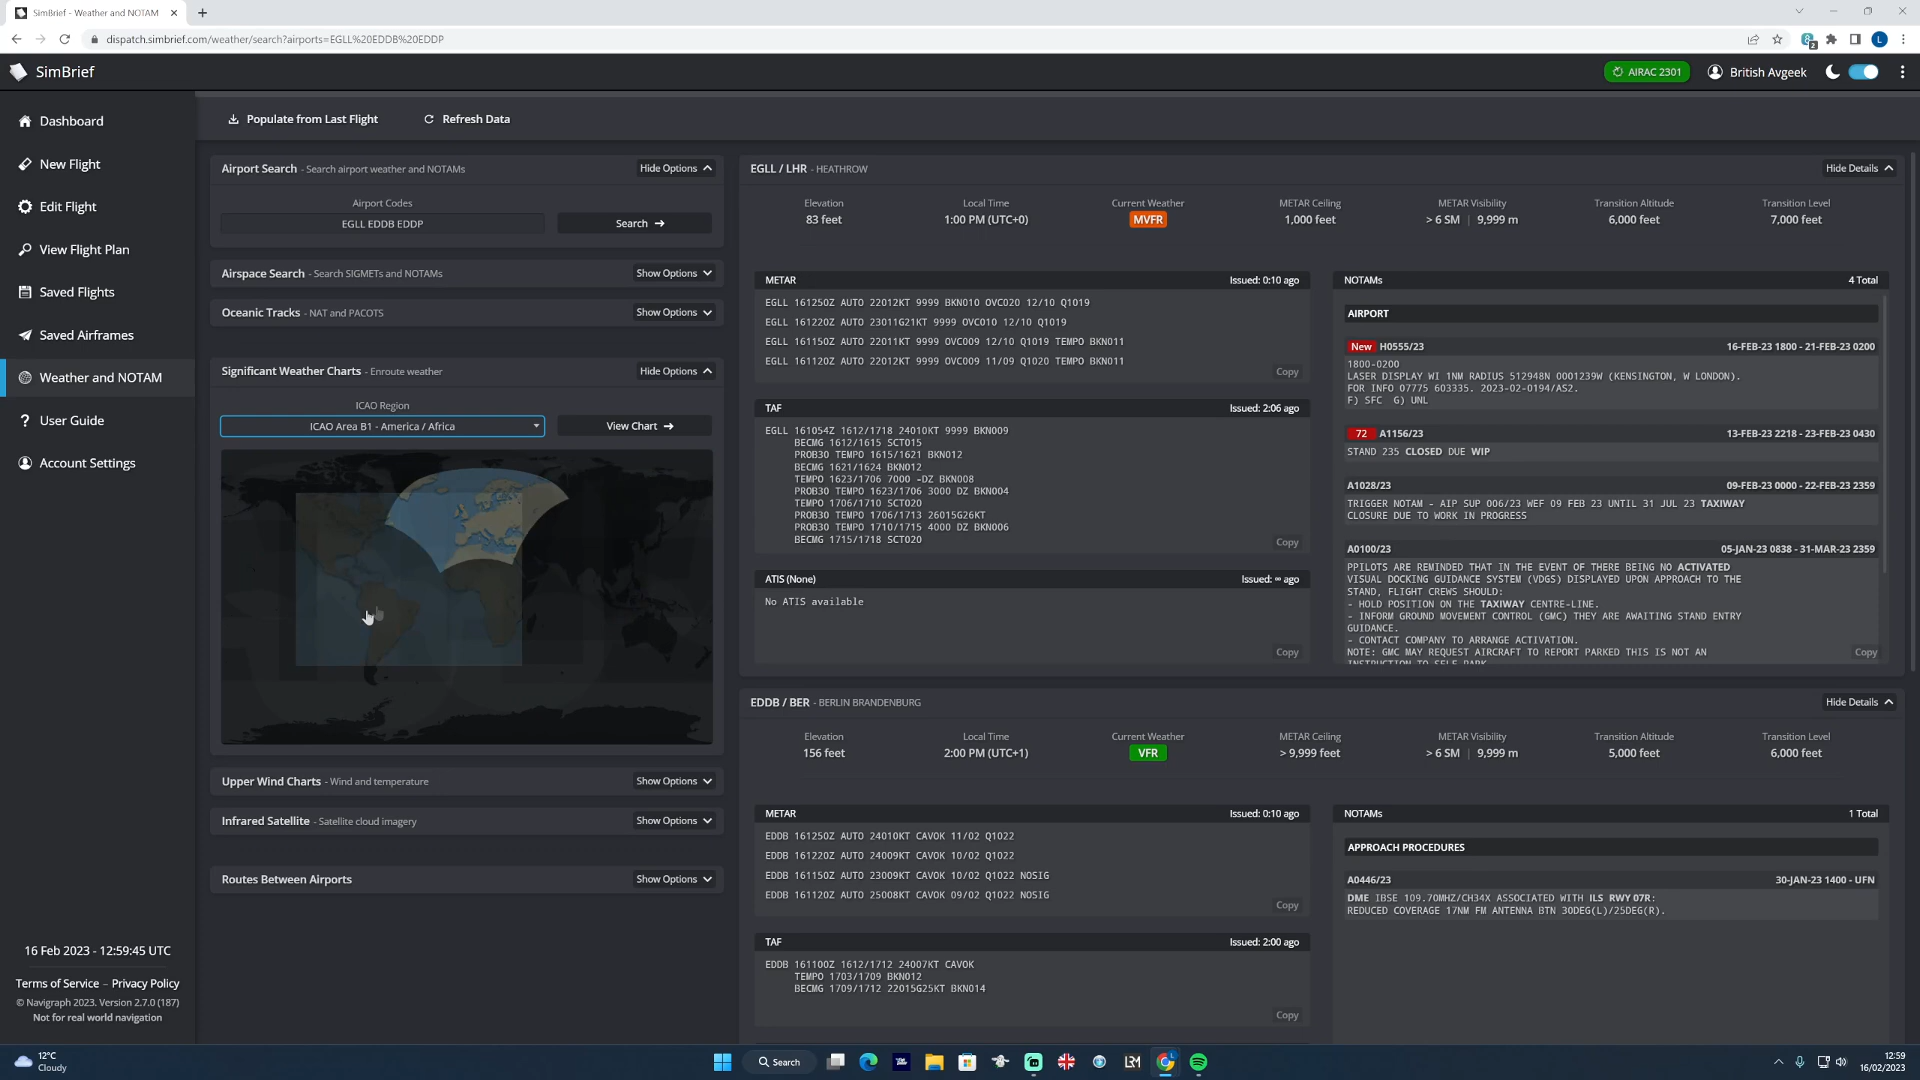 SimBrief - Weather and NOTAM
dispatch.simbrief.com/weather/search?airports=EGLL%20EDDB%20EDDP
2
L
SimBrief
AIRAC 2301
British Avgeek
Dashboard
New Flight
Edit Flight
View Flight Plan
Saved Flights
Saved Airframes
Weather and NOTAM
User Guide
Account Settings
16 Feb 2023 - 12:59:45 UTC
Terms of Service – Privacy Policy
© Navigraph 2023. Version 2.7.0 (187)
Not for real world navigation
Populate from Last Flight
Refresh Data
Airport Search - Search airport weather and NOTAMs
Hide Options
Airport Codes
EGLL EDDB EDDP
Search
Airspace Search - Search SIGMETs and NOTAMs
Show Options
Oceanic Tracks - NAT and PACOTS
Show Options
Significant Weather Charts - Enroute weather
Hide Options
ICAO Region
ICAO Area B1 - America / Africa
View Chart
Upper Wind Charts - Wind and temperature
Show Options
Infrared Satellite - Satellite cloud imagery
Show Options
Routes Between Airports
Show Options
EGLL / LHR - HEATHROW
Hide Details
Elevation
83 feet
Local Time
1:00 PM (UTC+0)
Current Weather
MVFR
METAR Ceiling
1,000 feet
METAR Visibility
> 6 SM | 9,999 m
Transition Altitude
6,000 feet
Transition Level
7,000 feet
METAR
Issued: 0:10 ago
EGLL 161250Z AUTO 22012KT 9999 BKN010 OVC020 12/10 Q1019
EGLL 161220Z AUTO 23011G21KT 9999 OVC010 12/10 Q1019
EGLL 161150Z AUTO 22011KT 9999 OVC009 12/10 Q1019 TEMPO BKN011
EGLL 161120Z AUTO 22012KT 9999 OVC009 11/09 Q1020 TEMPO BKN011
Copy
TAF
Issued: 2:06 ago
EGLL 161054Z 1612/1718 24010KT 9999 BKN009
BECMG 1612/1615 SCT015
PROB30 TEMPO 1615/1621 BKN012
BECMG 1621/1624 BKN012
TEMPO 1623/1706 7000 -DZ BKN008
PROB30 TEMPO 1623/1706 3000 DZ BKN004
TEMPO 1706/1710 SCT020
PROB30 TEMPO 1706/1713 26015G26KT
PROB30 TEMPO 1710/1715 4000 DZ BKN006
BECMG 1715/1718 SCT020
Copy
ATIS (None)
Issued: ∞ ago
No ATIS available
Copy
NOTAMs
4 Total
AIRPORT
New H0555/23
16-FEB-23 1800 - 21-FEB-23 0200
1800-0200
LASER DISPLAY WI 1NM RADIUS 512948N 0001239W (KENSINGTON, W LONDON).
FOR INFO 07775 603335. 2023-02-0194/AS2.
F) SFC G) UNL
72 A1156/23
13-FEB-23 2218 - 23-FEB-23 0430
STAND 235 CLOSED DUE WIP
A1028/23
09-FEB-23 0000 - 22-FEB-23 2359
TRIGGER NOTAM - AIP SUP 006/23 WEF 09 FEB 23 UNTIL 31 JUL 23 TAXIWAY
CLOSURE DUE TO WORK IN PROGRESS
A0100/23
05-JAN-23 0838 - 31-MAR-23 2359
PPILOTS ARE REMINDED THAT IN THE EVENT OF THERE BEING NO ACTIVATED
VISUAL DOCKING GUIDANCE SYSTEM (VDGS) DISPLAYED UPON APPROACH TO THE
STAND, FLIGHT CREWS SHOULD:
- HOLD POSITION ON THE TAXIWAY CENTRE-LINE.
- INFORM GROUND MOVEMENT CONTROL (GMC) THEY ARE AWAITING STAND ENTRY
GUIDANCE.
- CONTACT COMPANY TO ARRANGE ACTIVATION.
NOTE: GMC MAY REQUEST AIRCRAFT TO REPORT PARKED THIS IS NOT AN
INSTRUCTION TO SELF PARK
Copy
EDDB / BER - BERLIN BRANDENBURG
Hide Details
Elevation
156 feet
Local Time
2:00 PM (UTC+1)
Current Weather
VFR
METAR Ceiling
> 9,999 feet
METAR Visibility
> 6 SM | 9,999 m
Transition Altitude
5,000 feet
Transition Level
6,000 feet
METAR
Issued: 0:10 ago
EDDB 161250Z AUTO 24010KT CAVOK 11/02 Q1022
EDDB 161220Z AUTO 24009KT CAVOK 10/02 Q1022
EDDB 161150Z AUTO 23009KT CAVOK 10/02 Q1022 NOSIG
EDDB 161120Z AUTO 25008KT CAVOK 09/02 Q1022 NOSIG
Copy
TAF
Issued: 2:00 ago
EDDB 161100Z 1612/1712 24007KT CAVOK
TEMPO 1703/1709 BKN012
BECMG 1709/1712 22015G25KT BKN014
Copy
NOTAMs
1 Total
APPROACH PROCEDURES
A0446/23
30-JAN-23 1400 - UFN
DME IBSE 109.70MHZ/CH34X ASSOCIATED WITH ILS RWY 07R:
REDUCED COVERAGE 17NM FM ANTENNA BTN 30DEG(L)/25DEG(R).
12°C
Cloudy
Search
LRM
12:59
16/02/2023